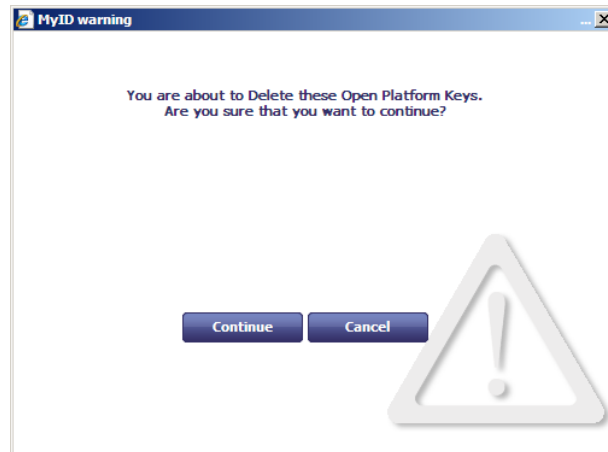 MyID warning
You are about to Delete these Open Platform Keys.
Are you sure that you want to continue?
Continue
Cancel